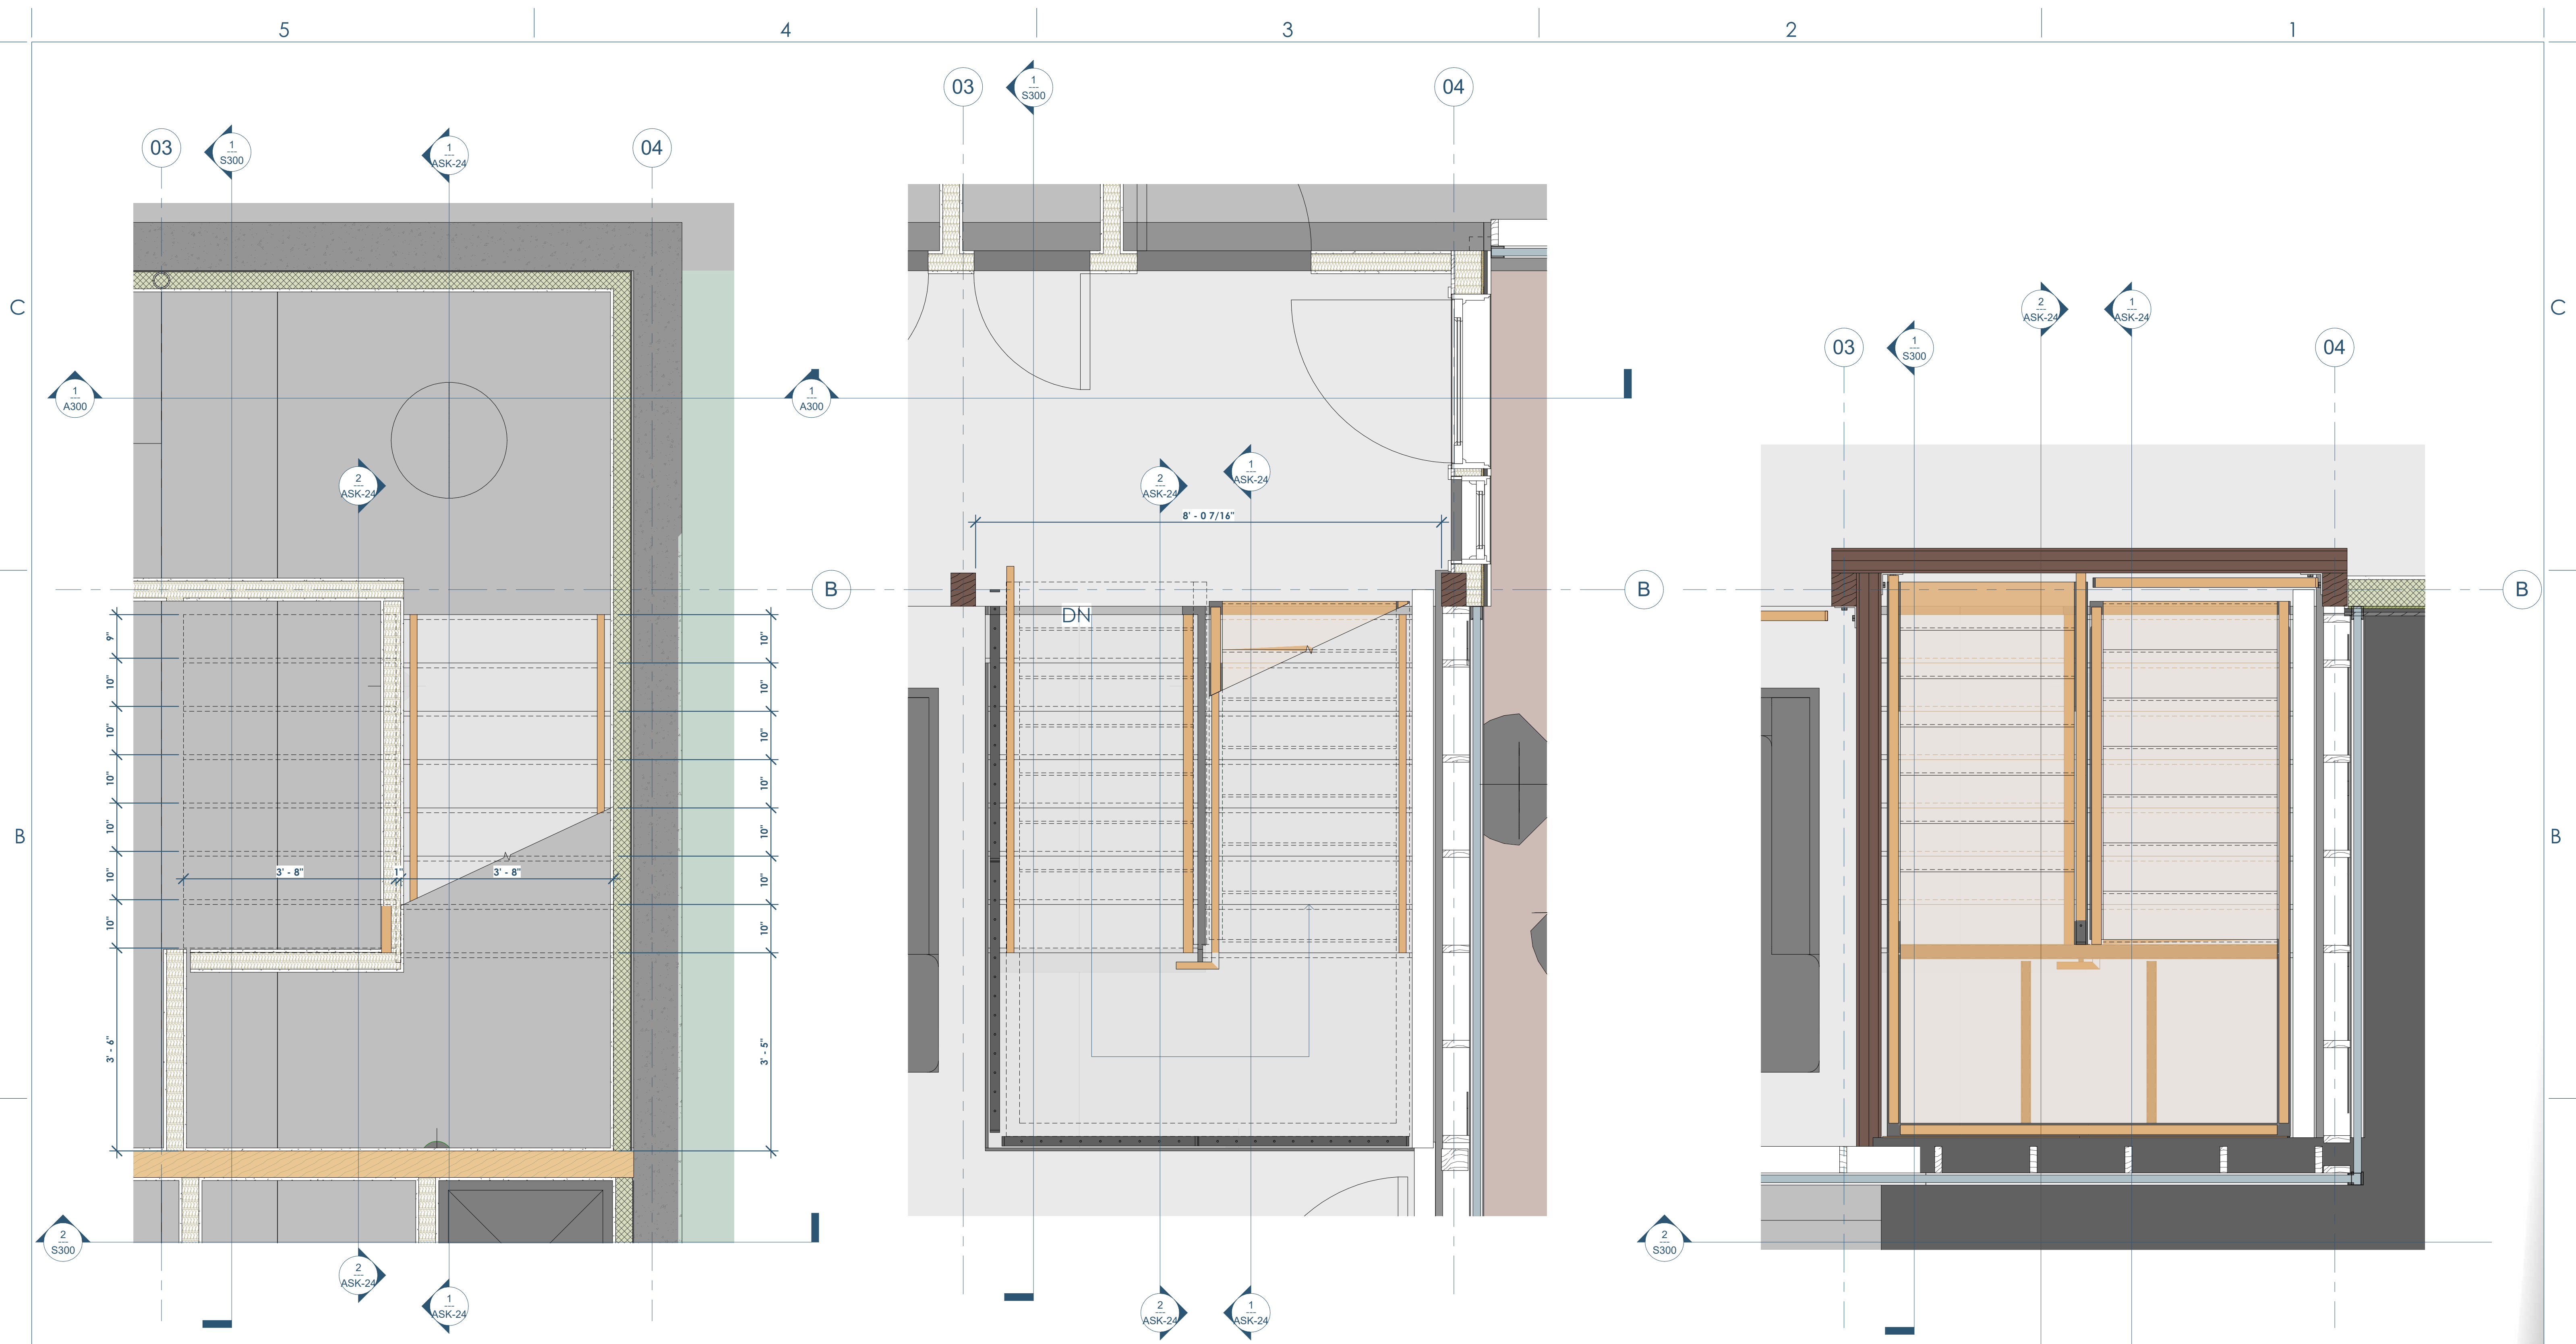 5 4 3 2 1
03
1
---
S300
1
---
ASK-24
04
03
1
---
S300
04
2
---
ASK-24
1
---
ASK-24
03
1
---
S300
04
C
C
1
---
A300
1
---
A300
2
---
ASK-24
2
---
ASK-24
1
---
ASK-24
8' - 0 7/16"
B
B
B
DN
9"
10"
10"
10"
10"
10"
10"
3' - 6"
3' - 8"
1"
3' - 8"
10"
10"
10"
10"
10"
10"
10"
3' - 5"
B
B
2
---
S300
2
---
S300
2
---
ASK-24
1
---
ASK-24
2
---
ASK-24
1
---
ASK-24